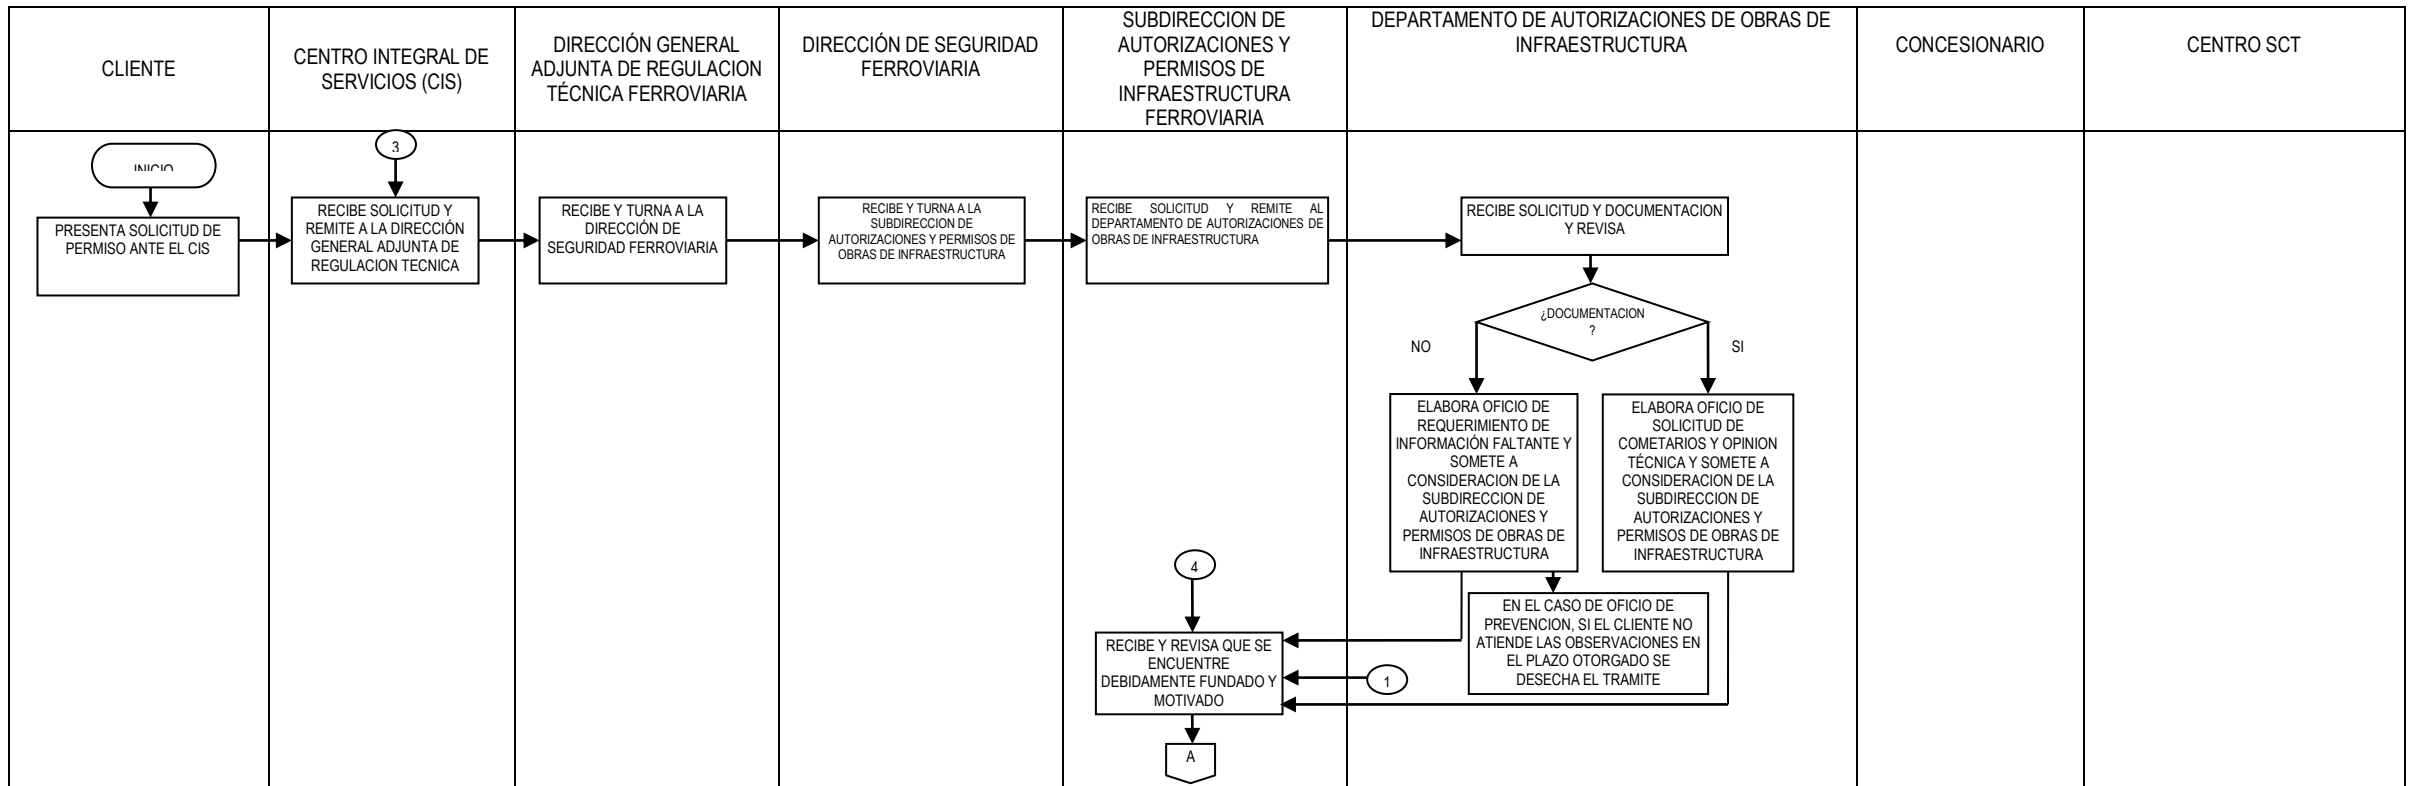 CLIENTE
CENTRO INTEGRAL DE
SERVICIOS (CIS)
DIRECCIÓN GENERAL
ADJUNTA DE REGULACION
TÉCNICA FERROVIARIA
DIRECCIÓN DE SEGURIDAD
FERROVIARIA
SUBDIRECCION DE
AUTORIZACIONES Y
PERMISOS DE
INFRAESTRUCTURA
FERROVIARIA
DEPARTAMENTO DE AUTORIZACIONES DE OBRAS DE
INFRAESTRUCTURA
CONCESIONARIO
CENTRO SCT
INICIO
3
PRESENTA SOLICITUD DE
PERMISO ANTE EL CIS
RECIBE SOLICITUD Y
REMITE A LA DIRECCIÓN
GENERAL ADJUNTA DE
REGULACION TECNICA
RECIBE Y TURNA A LA
DIRECCIÓN DE
SEGURIDAD FERROVIARIA
RECIBE Y TURNA A LA
SUBDIRECCION DE
AUTORIZACIONES Y PERMISOS DE
OBRAS DE INFRAESTRUCTURA
RECIBE SOLICITUD Y REMITE AL
DEPARTAMENTO DE AUTORIZACIONES DE
OBRAS DE INFRAESTRUCTURA
RECIBE SOLICITUD Y DOCUMENTACION
Y REVISA
¿DOCUMENTACION
?
NO
SI
ELABORA OFICIO DE
REQUERIMIENTO DE
INFORMACIÓN FALTANTE Y
SOMETE A
CONSIDERACION DE LA
SUBDIRECCION DE
AUTORIZACIONES Y
PERMISOS DE OBRAS DE
INFRAESTRUCTURA
ELABORA OFICIO DE
SOLICITUD DE
COMETARIOS Y OPINION
TÉCNICA Y SOMETE A
CONSIDERACION DE LA
SUBDIRECCION DE
AUTORIZACIONES Y
PERMISOS DE OBRAS DE
INFRAESTRUCTURA
4
EN EL CASO DE OFICIO DE
PREVENCION, SI EL CLIENTE NO
ATIENDE LAS OBSERVACIONES EN
EL PLAZO OTORGADO SE
DESECHA EL TRAMITE
RECIBE Y REVISA QUE SE
ENCUENTRE
DEBIDAMENTE FUNDADO Y
MOTIVADO
1
A